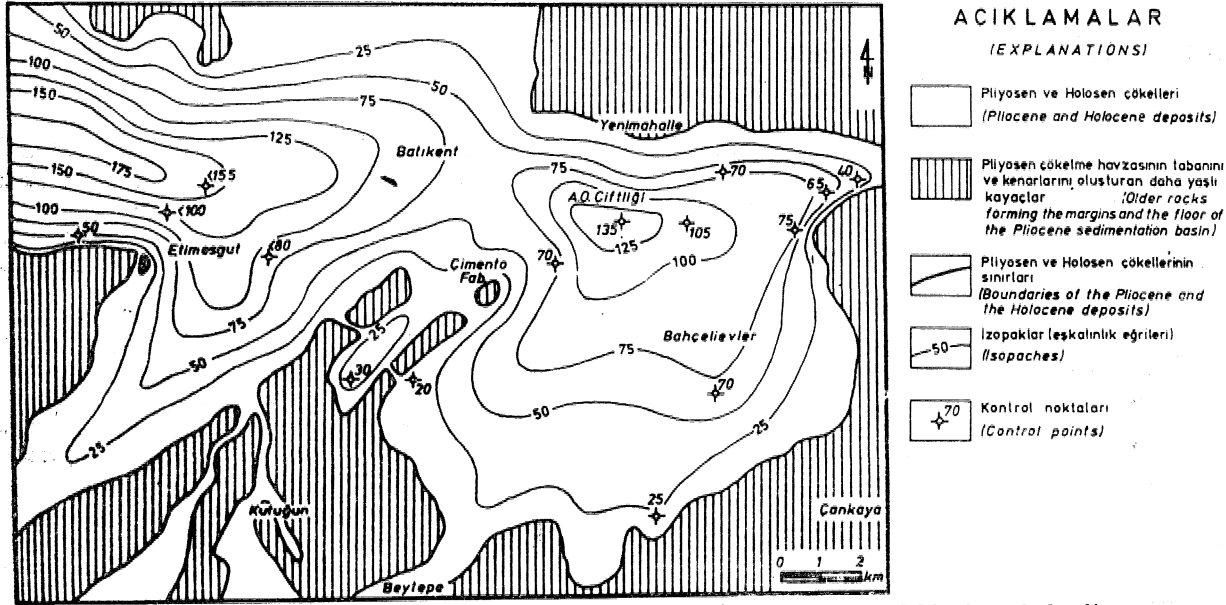 50
25
100
150
50
75
125
175
150
155
100
100
50
Batıkent
Etimesgut
80
75
50
25
Yenimahalle
70
40
65
75
A.O. Çiftliği
135
125
105
100
70
Çimento
Fab.
25
30
20
Bahçelievler
75
70
50
25
25
Kutuğun
Beytepe
Çankaya
N
0 1 2
km
AÇIKLAMALAR
(EXPLANATIONS)
Pliyosen ve Holosen çökelleri
(Pliocene and Holocene deposits)
Pliyosen çökelme havzasının tabanını
ve kenarlarını oluşturan daha yaşlı
kayaçlar (Older rocks
forming the margins and the floor of
the Pliocene sedimentation basin)
Pliyosen ve Holosen çökellerinin
sınırları
(Boundaries of the Pliocene and
the Holocene deposits)
50
İzopaklar (eşkalınlık eğrileri)
(Isopaches)
70
Kontrol noktaları
(Control points)